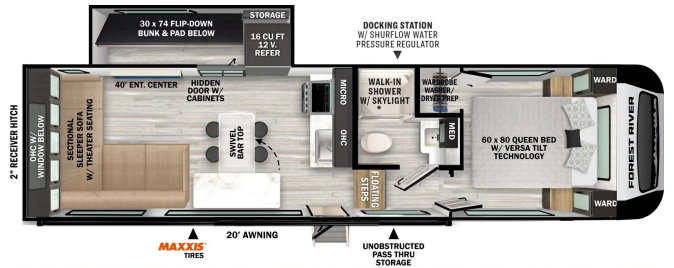 STORAGE
30 x 74 FLIP-DOWN
BUNK & PAD BELOW
16 CU FT
12 V.
REFER
DOCKING STATION
W/ SHURFLOW WATER
PRESSURE REGULATOR
2" RECEIVER HITCH
OHC W/
WINDOW BELOW
SECTIONAL
SLEEPER SOFA
W/ THEATER SEATING
40' ENT. CENTER
HIDDEN
DOOR W/
CABINETS
SWIVEL
BAR TOP
MICRO
OHC
WALK-IN
SHOWER
W/ SKYLIGHT
WARDROBE
WASHER/
DRYER PREP
MED
FLOATING
STEPS
60 x 80 QUEEN BED
W/ VERSA TILT
TECHNOLOGY
WARD
WARD
FOREST RIVER
MAXXIS
TIRES
20' AWNING
UNOBSTRUCTED
PASS THRU
STORAGE